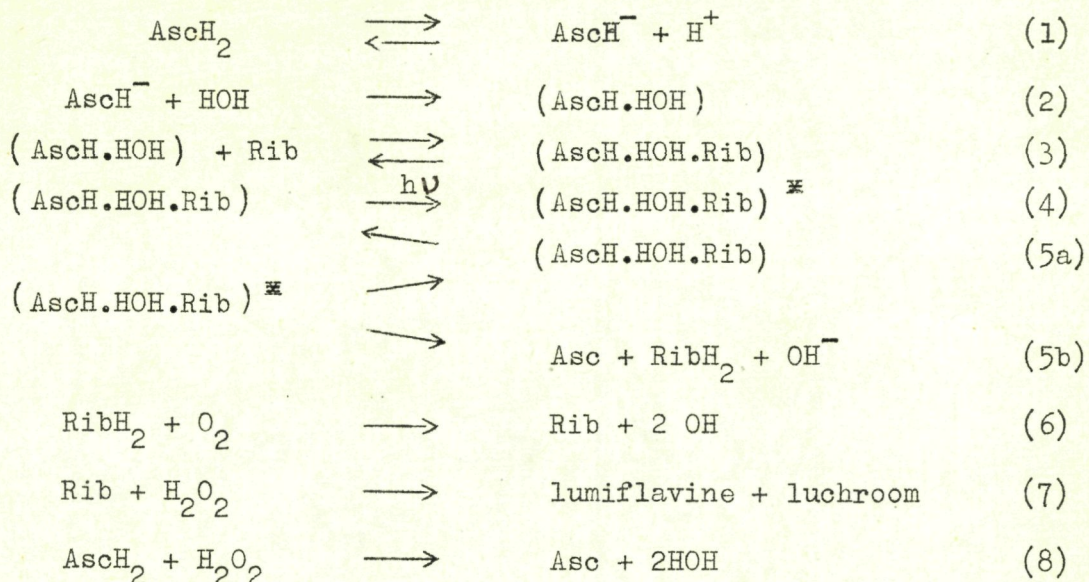 AscH₂ ⇄ AscH⁻ + H⁺ (1)
AscH⁻ + HOH → (AscH.HOH) (2)
(AscH.HOH) + Rib ⇄ (AscH.HOH.Rib) (3)
(AscH.HOH.Rib) hν → (AscH.HOH.Rib)* (4)
(AscH.HOH.Rib) (5a)
(AscH.HOH.Rib)*
Asc + RibH₂ + OH⁻ (5b)
RibH₂ + O₂ → Rib + 2 OH (6)
Rib + H₂O₂ → lumiflavine + luchroom (7)
AscH₂ + H₂O₂ → Asc + 2HOH (8)